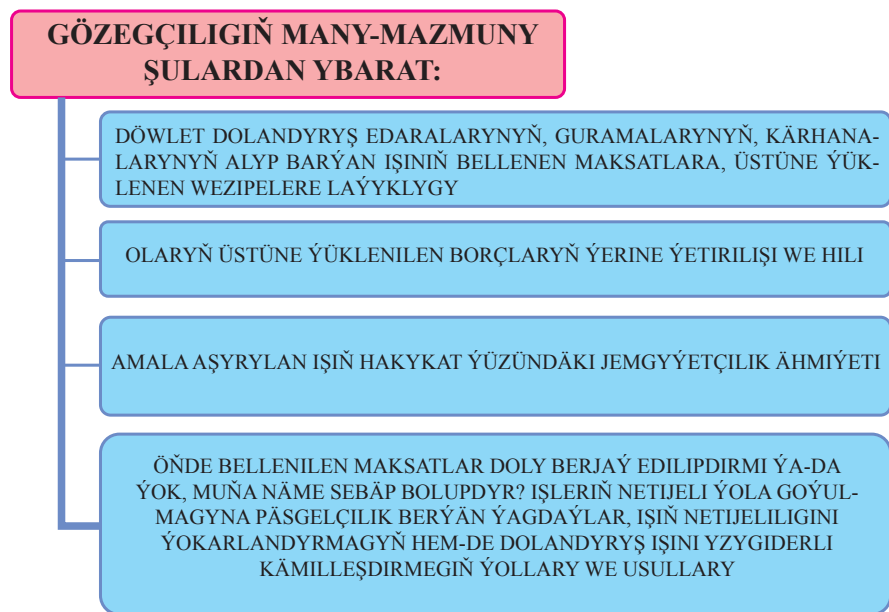 GÖZEGÇILIGIŇ MANY-MAZMUNY
ŞULARDAN YBARAT:
DÖWLET DOLANDYRYŞ EDARALARYNYŇ, GURAMALARYNYŇ, KÄRHANA-
LARYNYŇ ALYP BARÝAN IŞINIŇ BELLENEN MAKSATLARA, ÜSTÜNE ÝÜK-
LENEN WEZIPELERE LAÝYKLYGY
OLARYŇ ÜSTÜNE ÝÜKLENILEN BORÇLARYŇ ÝERINE ÝETIRILIŞI WE HILI
AMALA AŞYRYLAN IŞIŇ HAKYKAT ÝÜZÜNDÄKI JEMGYÝETÇILIK ÄHMIÝETI
ÖŇDE BELLENILEN MAKSATLAR DOLY BERJAÝ EDILIPDIRMI ÝA-DA
ÝOK, MUŇA NÄME SEBÄP BOLUPDYR? IŞLERIŇ NETIJELI ÝOLA GOÝUL-
MAGYNA PÄSGELÇILIK BERÝÄN ÝAGDAÝLAR, IŞIŇ NETIJELILIGINI
ÝOKARLANDYRMAGYŇ HEM-DE DOLANDYRYŞ IŞINI YZYGIDERLI
KÄMILLEŞDIRMEGIŇ ÝOLLARY WE USULLARY